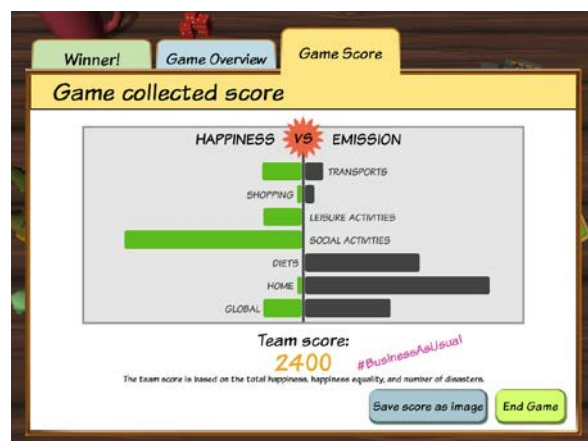 Winner!
Game Overview
Game Score
Game collected score
HAPPINESS VS EMISSION
TRANSPORTS
SHOPPING
LEISURE ACTIVITIES
SOCIAL ACTIVITIES
DIETS
HOME
GLOBAL
Team score:
2400
#BusinessAsUsual
The team score is based on the total happiness, happiness equality, and number of disasters.
Save score as image
End Game